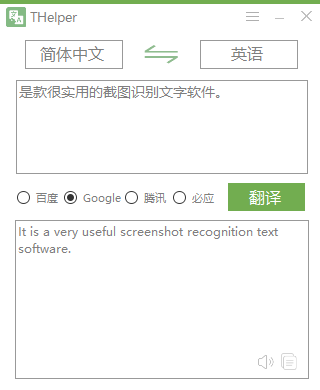 THelper
简体中文
英语
是款很实用的截图识别文字软件。
百度
Google
腾讯
必应
翻译
It is a very useful screenshot recognition text
software.